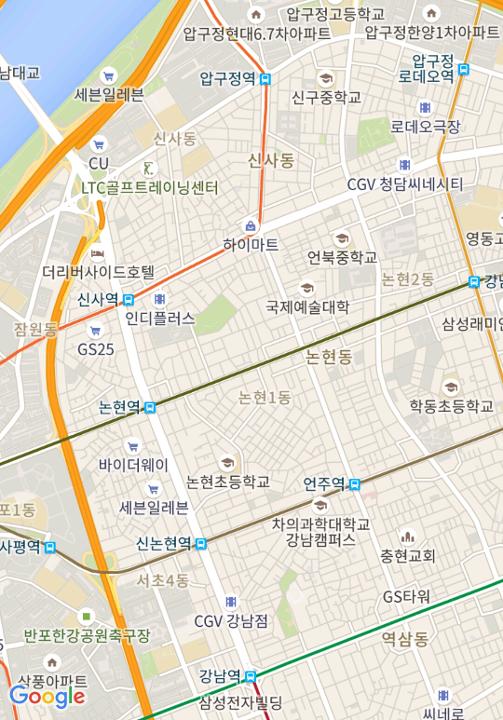 압구정고등학교
압구정현대6.7차아파트
압구정한양1차아파트
남대교
세븐일레븐
압구정역
신구중학교
압구정
로데오역
로데오극장
CU
신사동
신사동
LTC골프트레이닝센터
CGV 청담씨네시티
하이마트
언북중학교
영동교
더리버사이드호텔
논현2동
강남
신사역
인디플러스
국제예술대학
잠원동
GS25
삼성래미안
논현동
논현역
논현1동
학동초등학교
바이더웨이
논현초등학교
언주역
세븐일레븐
포1동
차의과학대학교
강남캠퍼스
사평역
신논현역
충현교회
서초4동
GS타워
CGV 강남점
반포한강공원축구장
역삼동
강남역
삼풍아파트
삼성전자빌딩
Google
씨네로